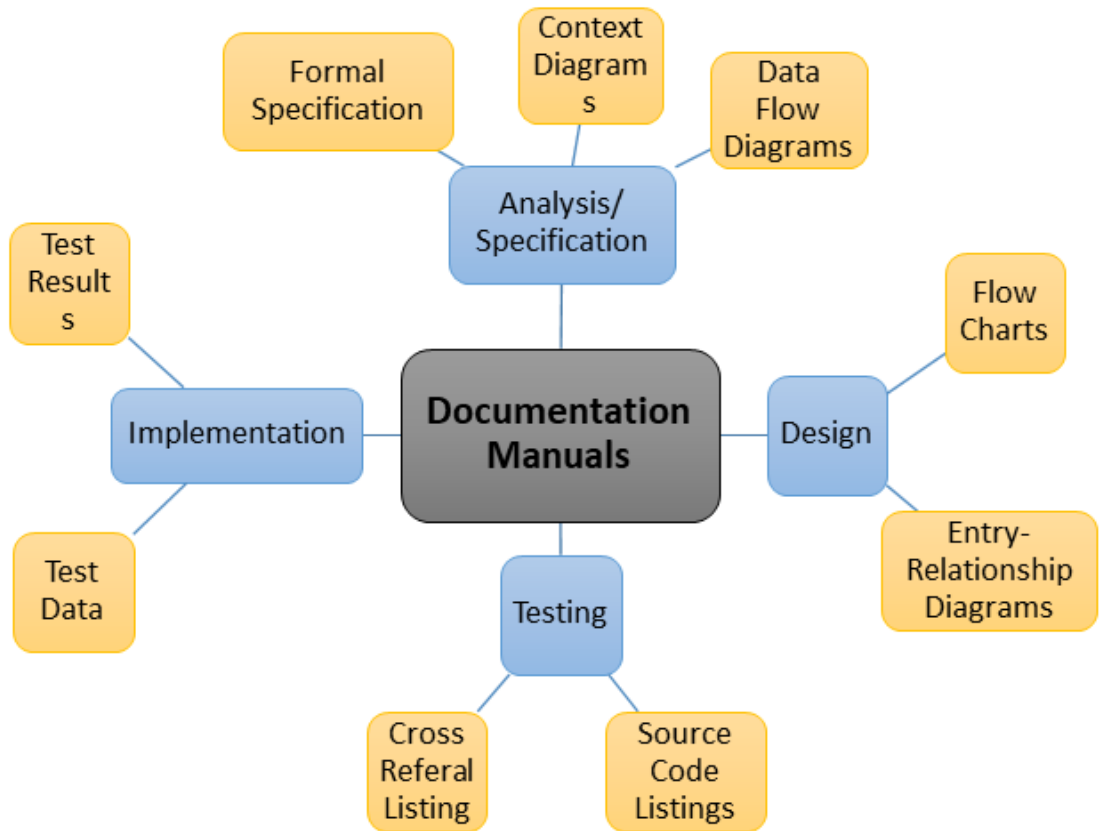 Formal
Specification
Context
Diagram
s
Data
Flow
Diagrams
Analysis/
Specification
Test
Result
s
Flow
Charts
Implementation
Documentation
Manuals
Design
Test
Data
Testing
Entry-
Relationship
Diagrams
Cross
Referal
Listing
Source
Code
Listings